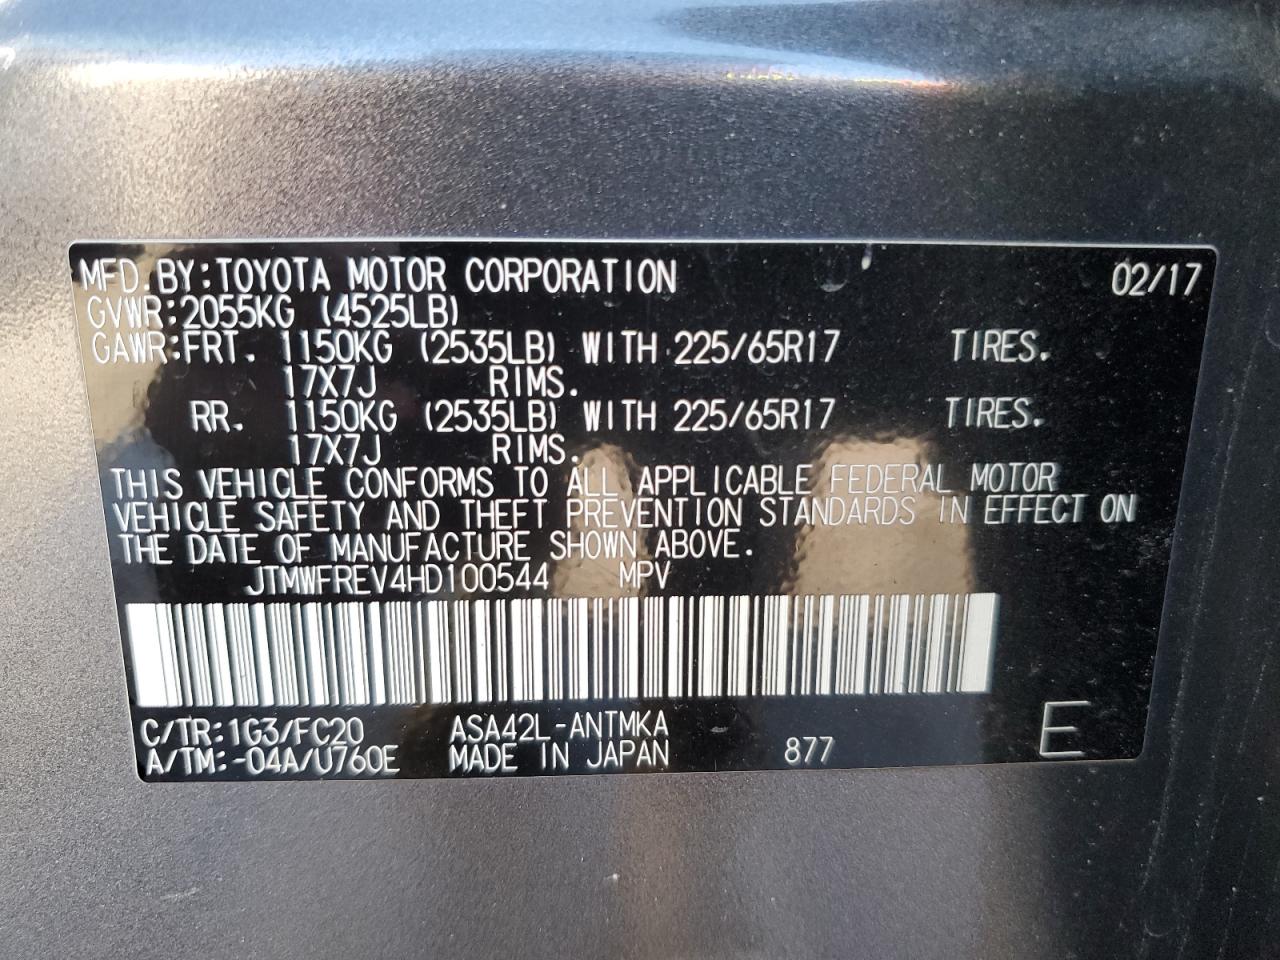 MFD. BY: TOYOTA MOTOR CORPORATION 02/17
GVWR: 2055KG (4525LB)
GAWR: FRT. 1150KG (2535LB) WITH 225/65R17 TIRES.
17X7J RIMS.
RR. 1150KG (2535LB) WITH 225/65R17 TIRES.
17X7J RIMS.
THIS VEHICLE CONFORMS TO ALL APPLICABLE FEDERAL MOTOR
VEHICLE SAFETY AND THEFT PREVENTION STANDARDS IN EFFECT ON
THE DATE OF MANUFACTURE SHOWN ABOVE.
JTMWFREV4HD100544 MPV
C/TR: 1G3/FC20 ASA42L-ANTMKA
A/TM: -04A/U760E MADE IN JAPAN 877 E